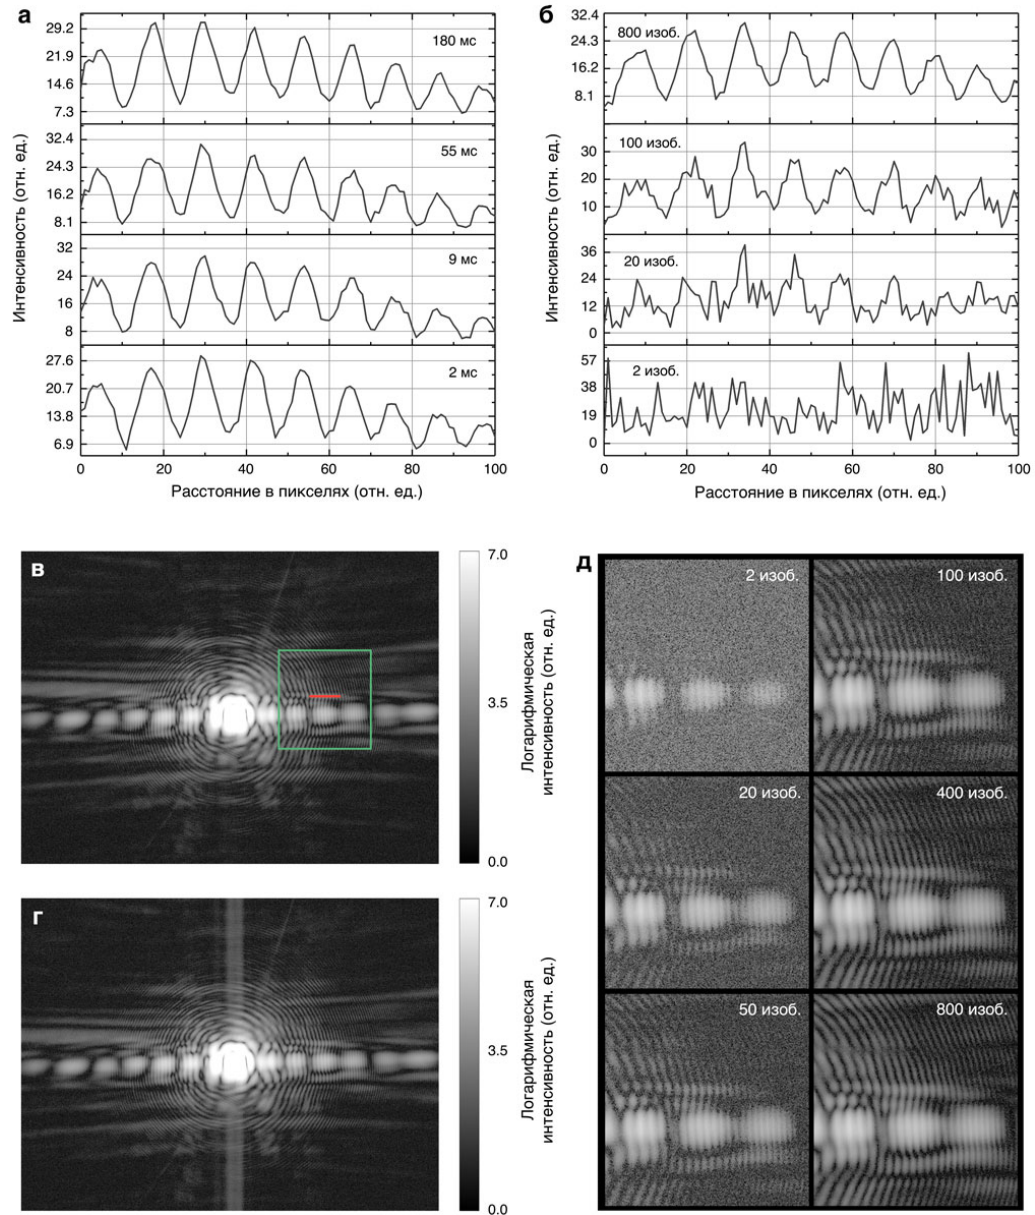 а
180 мс
29.2
21.9
14.6
7.3
55 мс
32.4
24.3
16.2
8.1
9 мс
32
24
16
8
2 мс
27.6
20.7
13.8
6.9
0 20 40 60 80 100
Интенсивность (отн. ед.)
Расстояние в пикселях (отн. ед.)
б
800 изоб.
32.4
24.3
16.2
8.1
100 изоб.
30
20
10
20 изоб.
36
24
12
0
2 изоб.
57
38
19
0
0 20 40 60 80 100
Интенсивность (отн. ед.)
Расстояние в пикселях (отн. ед.)
в
7.0
3.5
0.0
Логарифмическая
интенсивность (отн. ед.)
г
7.0
3.5
0.0
Логарифмическая
интенсивность (отн. ед.)
д
2 изоб.
100 изоб.
20 изоб.
400 изоб.
50 изоб.
800 изоб.